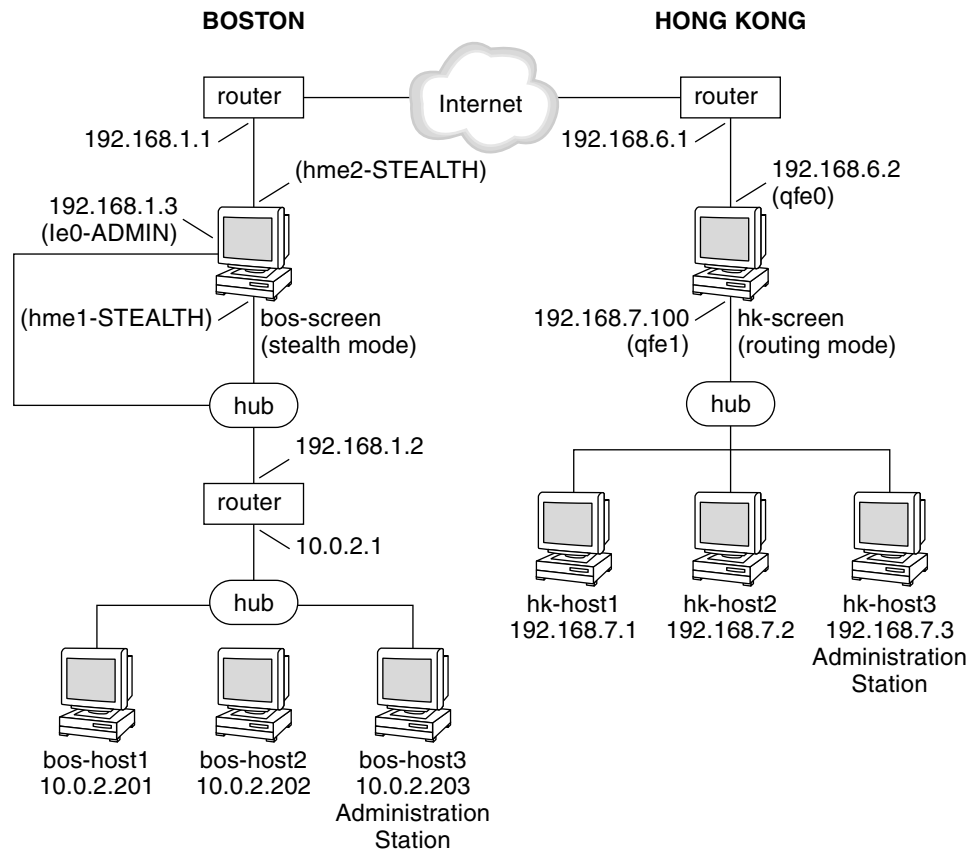 BOSTON
HONG KONG
router
Internet
router
192.168.1.1
192.168.6.1
(hme2-STEALTH)
192.168.6.2
(qfe0)
192.168.1.3
(le0-ADMIN)
(hme1-STEALTH)
bos-screen
(stealth mode)
192.168.7.100
(qfe1)
hk-screen
(routing mode)
hub
hub
192.168.1.2
router
10.0.2.1
hub
hk-host1
192.168.7.1
hk-host2
192.168.7.2
hk-host3
192.168.7.3
Administration
Station
bos-host1
10.0.2.201
bos-host2
10.0.2.202
bos-host3
10.0.2.203
Administration
Station